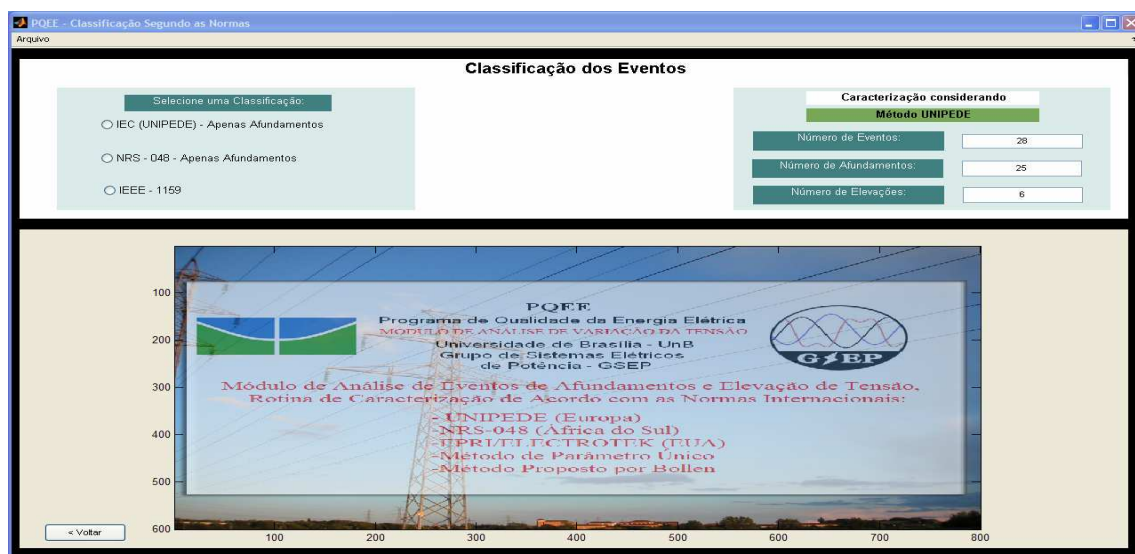 PQEE - Classificação Segundo as Normas
Arquivo
Classificação dos Eventos
Selecione uma Classificação:
IEC (UNIPEDE) - Apenas Afundamentos
NRS - 048 - Apenas Afundamentos
IEEE - 1159
Caracterização considerando
Método UNIPEDE
Número de Eventos:
28
Número de Afundamentos:
25
Número de Elevações:
6
PQEE
Programa de Qualidade da Energia Elétrica
MODULO DE ANÁLISE DE VARIAÇÃO DA TENSÃO
Universidade de Brasília - UnB
Grupo de Sistemas Elétricos
de Potência - GSEP
GSEP
Módulo de Análise de Eventos de Afundamentos e Elevação de Tensão,
Rotina de Caracterização de Acordo com as Normas Internacionais:
- UNIPEDE (Europa)
-NRS-048 (África do Sul)
-EPRI/ELECTROTEK (EUA)
-Método de Parâmetro Único
-Método Proposto por Bollen
100
200
300
400
500
600
100 200 300 400 500 600 700 800
< Voltar